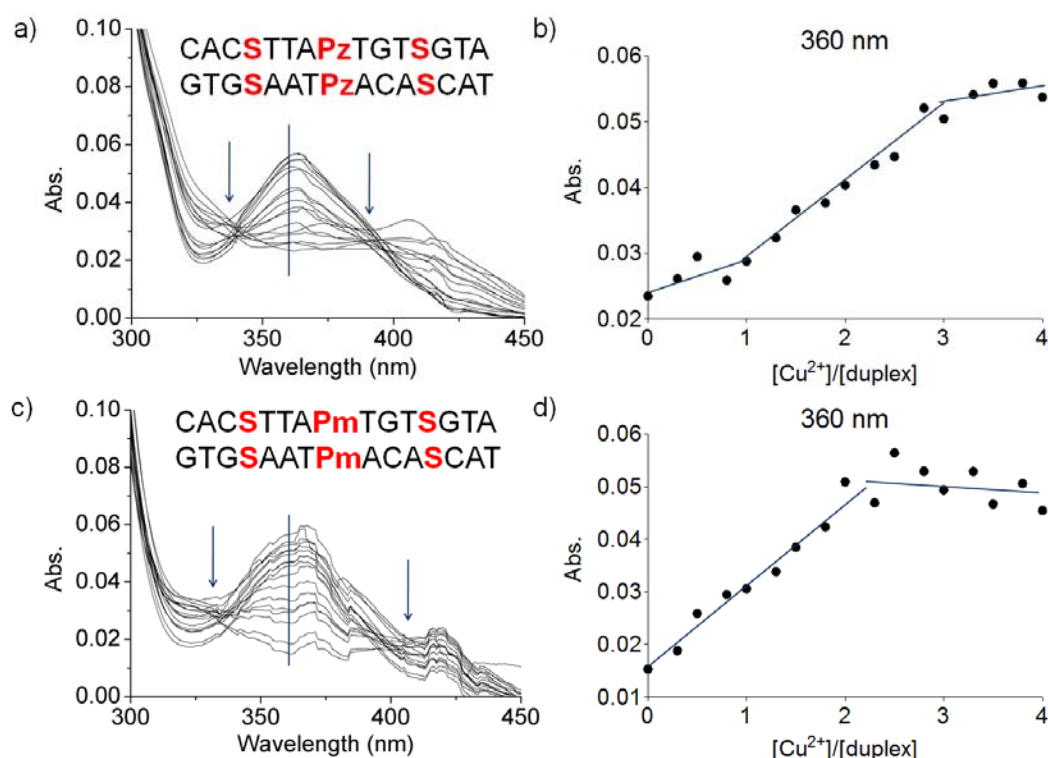 a)
CACSTTAPzTGTSGTA
GTGSAATPzACASCAT
Abs.
0.10
0.08
0.06
0.04
0.02
0.00
300
350
400
450
Wavelength (nm)
b)
360 nm
Abs.
0.06
0.05
0.04
0.03
0.02
0
1
2
3
4
[Cu²⁺]/[duplex]
c)
CACSTTAPmTGTSGTA
GTGSAATPmACASCAT
Abs.
0.10
0.08
0.06
0.04
0.02
0.00
300
350
400
450
Wavelength (nm)
d)
360 nm
Abs.
0.06
0.05
0.04
0.03
0.02
0.01
0
1
2
3
4
[Cu²⁺]/[duplex]